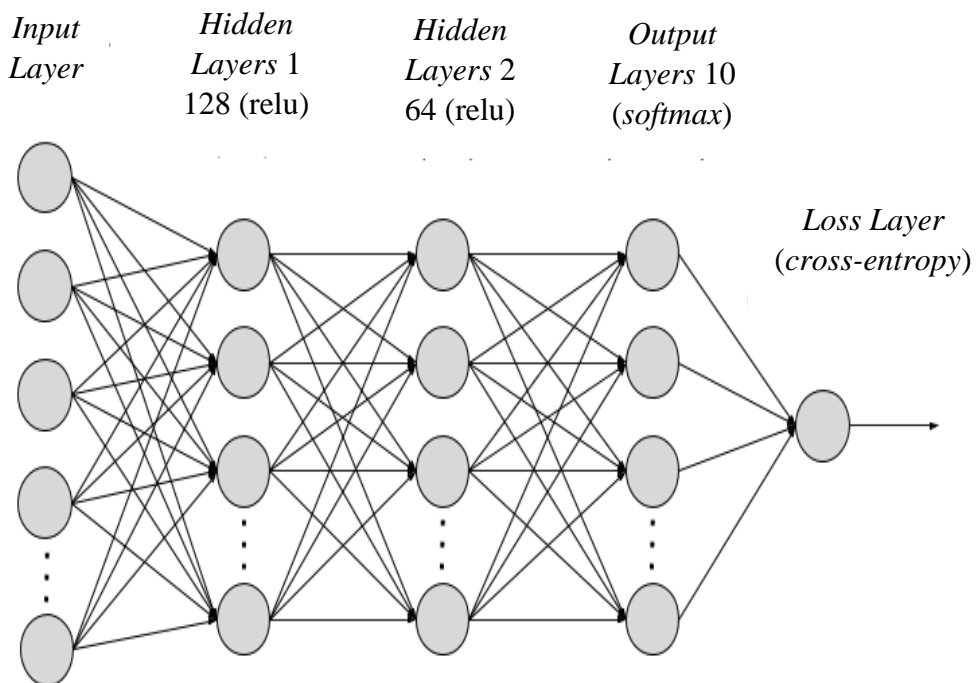 Input
Layer
Hidden
Layers 1
128 (relu)
Hidden
Layers 2
64 (relu)
Output
Layers 10
(softmax)
Loss Layer
(cross-entropy)